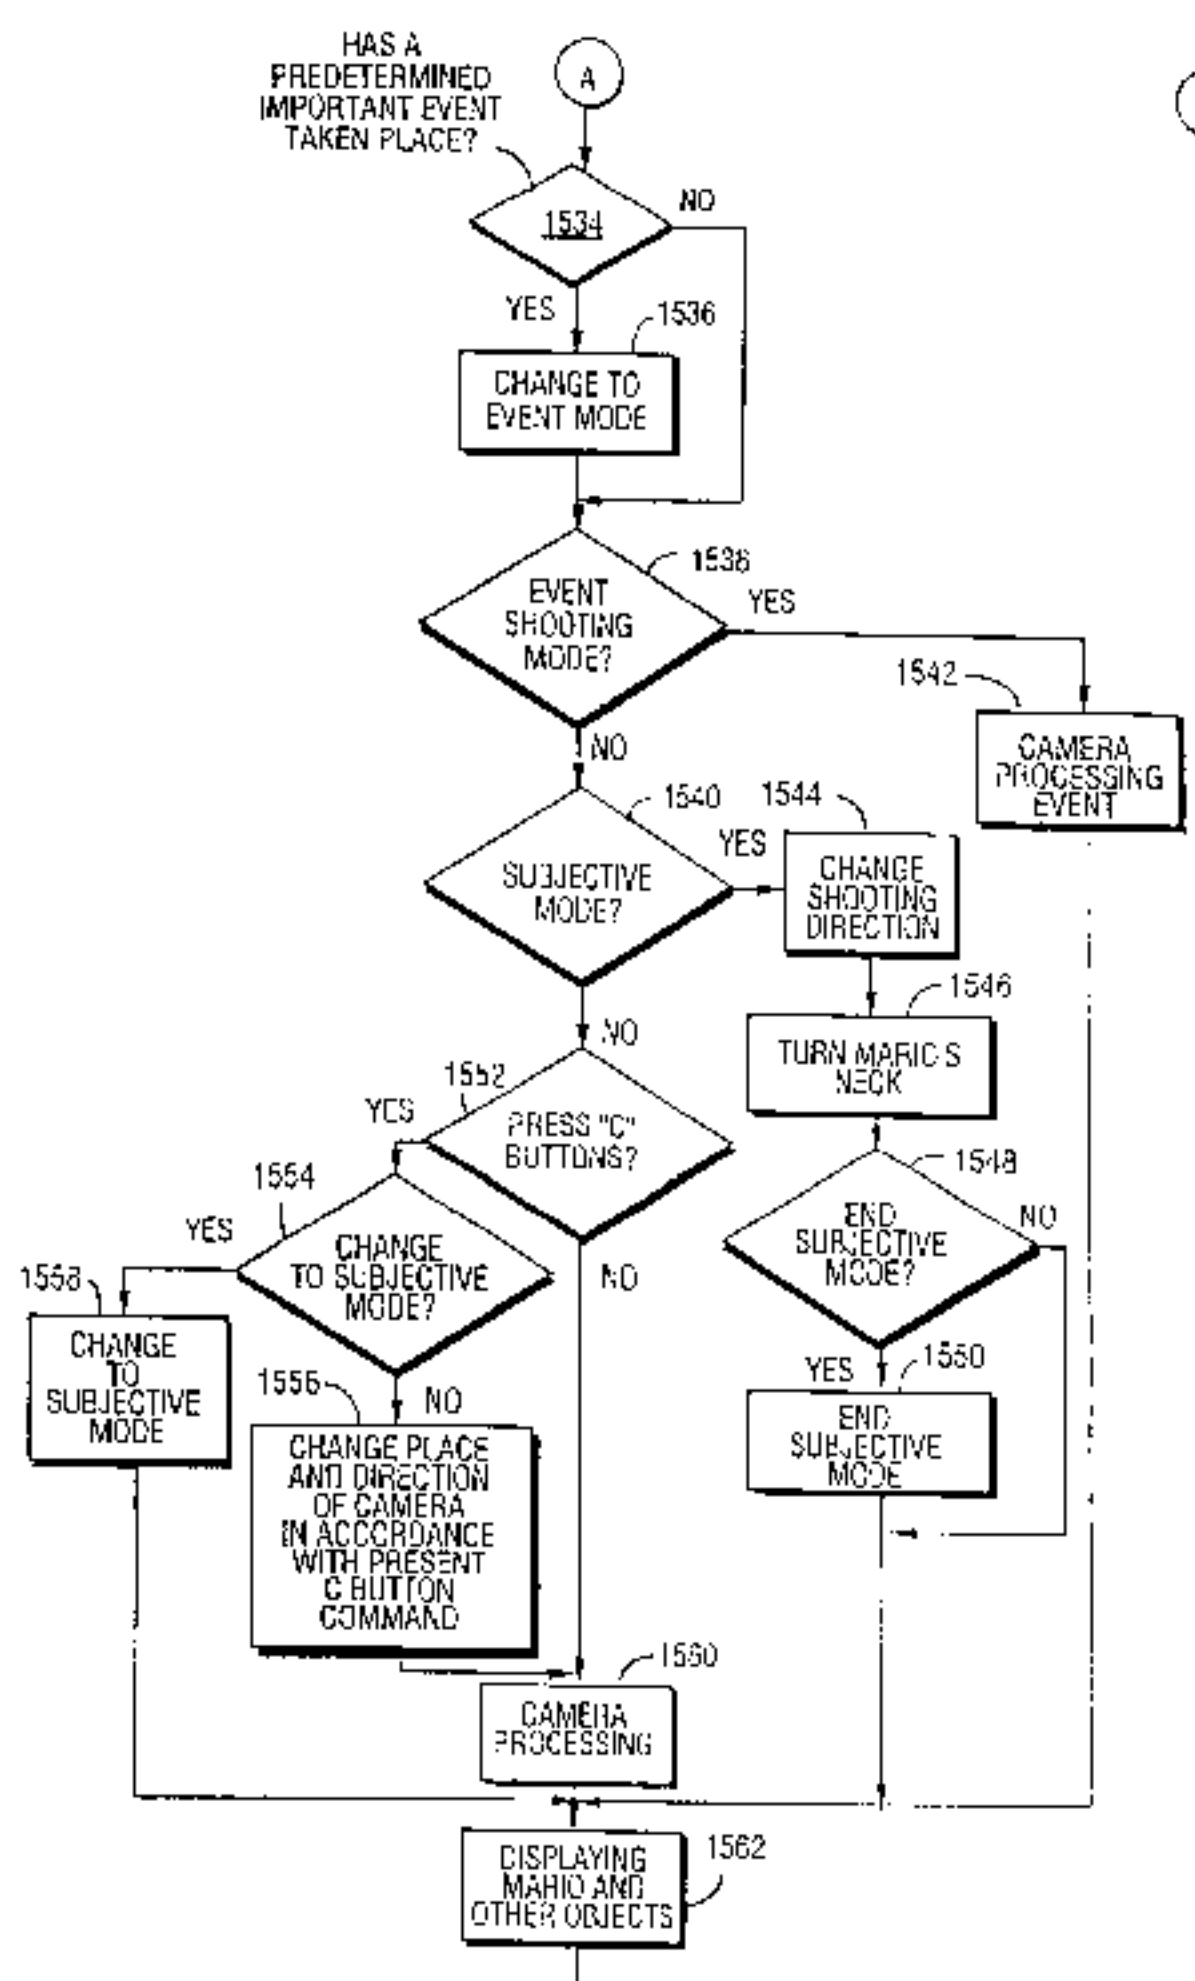 HAS A
PREDETERMINED
IMPORTANT EVENT
TAKEN PLACE?
A
1534
NO
YES
1536
CHANGE TO
EVENT MODE
1538
EVENT
SHOOTING
MODE?
YES
1542
NO
CAMERA
PROCESSING
EVENT
1540
1544
YES
SUBJECTIVE
MODE?
CHANGE
SHOOTING
DIRECTION
1546
NO
TURN MARIO'S
NECK
1552
YES
PRESS "C"
BUTTONS?
1548
1554
YES
END
SUBJECTIVE
MODE?
NO
CHANGE
TO SUBJECTIVE
MODE?
NO
1558
CHANGE
TO
SUBJECTIVE
MODE
YES
1550
1556
NO
END
SUBJECTIVE
MODE
CHANGE PLACE
AND DIRECTION
OF CAMERA
IN ACCORDANCE
WITH PRESENT
C BUTTON
COMMAND
1560
CAMERA
PROCESSING
1562
DISPLAYING
MARIO AND
OTHER OBJECTS